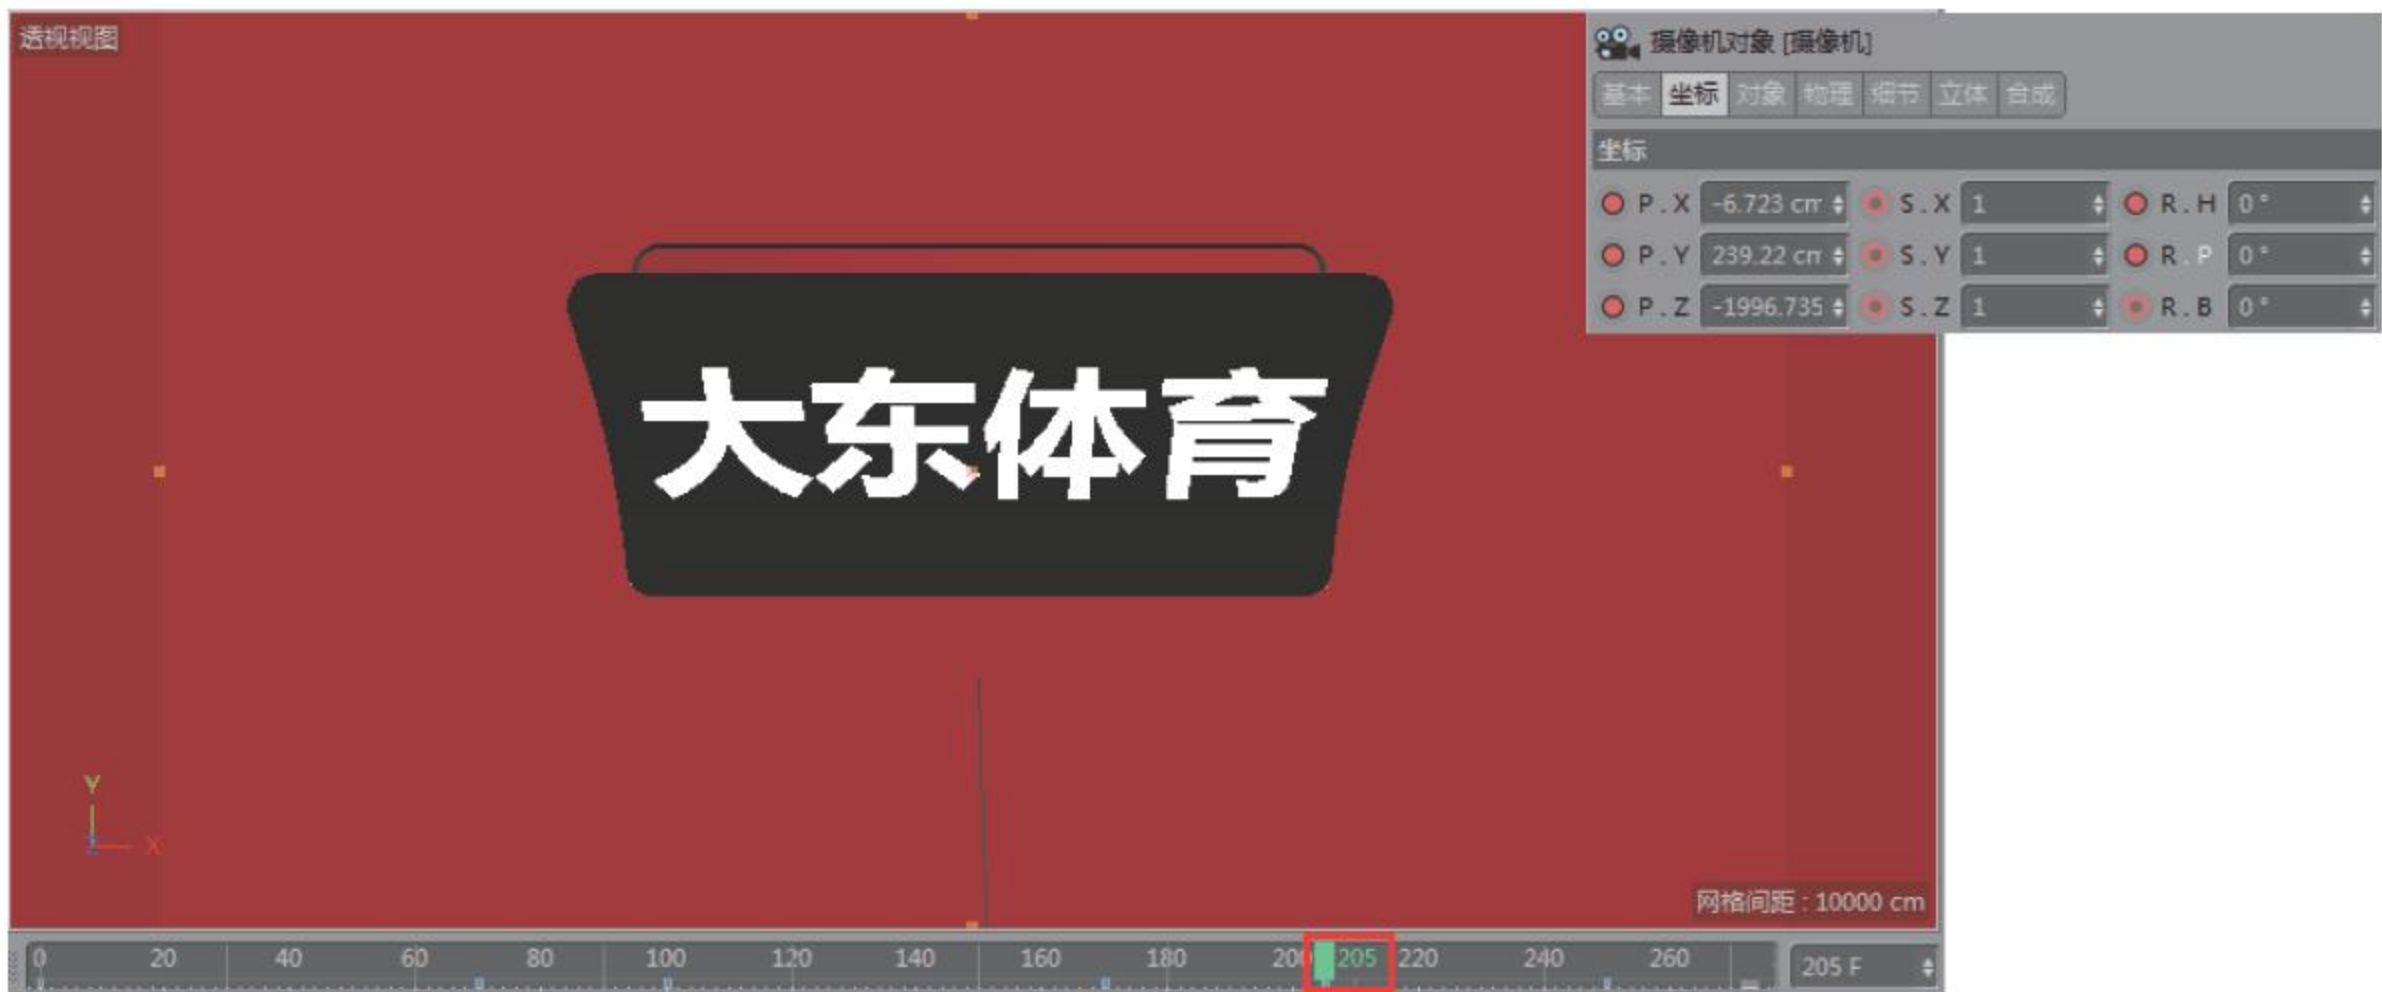 透视视图
摄像机对象 [摄像机]
基本 坐标 对象 物理 细节 立体 合成
坐标
P . X -6.723 cm S . X 1 R . H 0 °
P . Y 239.22 cm S . Y 1 R . P 0 °
P . Z -1996.735 S . Z 1 R . B 0 °
大东体育
Y
Z X
网格间距 : 10000 cm
0 20 40 60 80 100 120 140 160 180 200 205 220 240 260 205 F